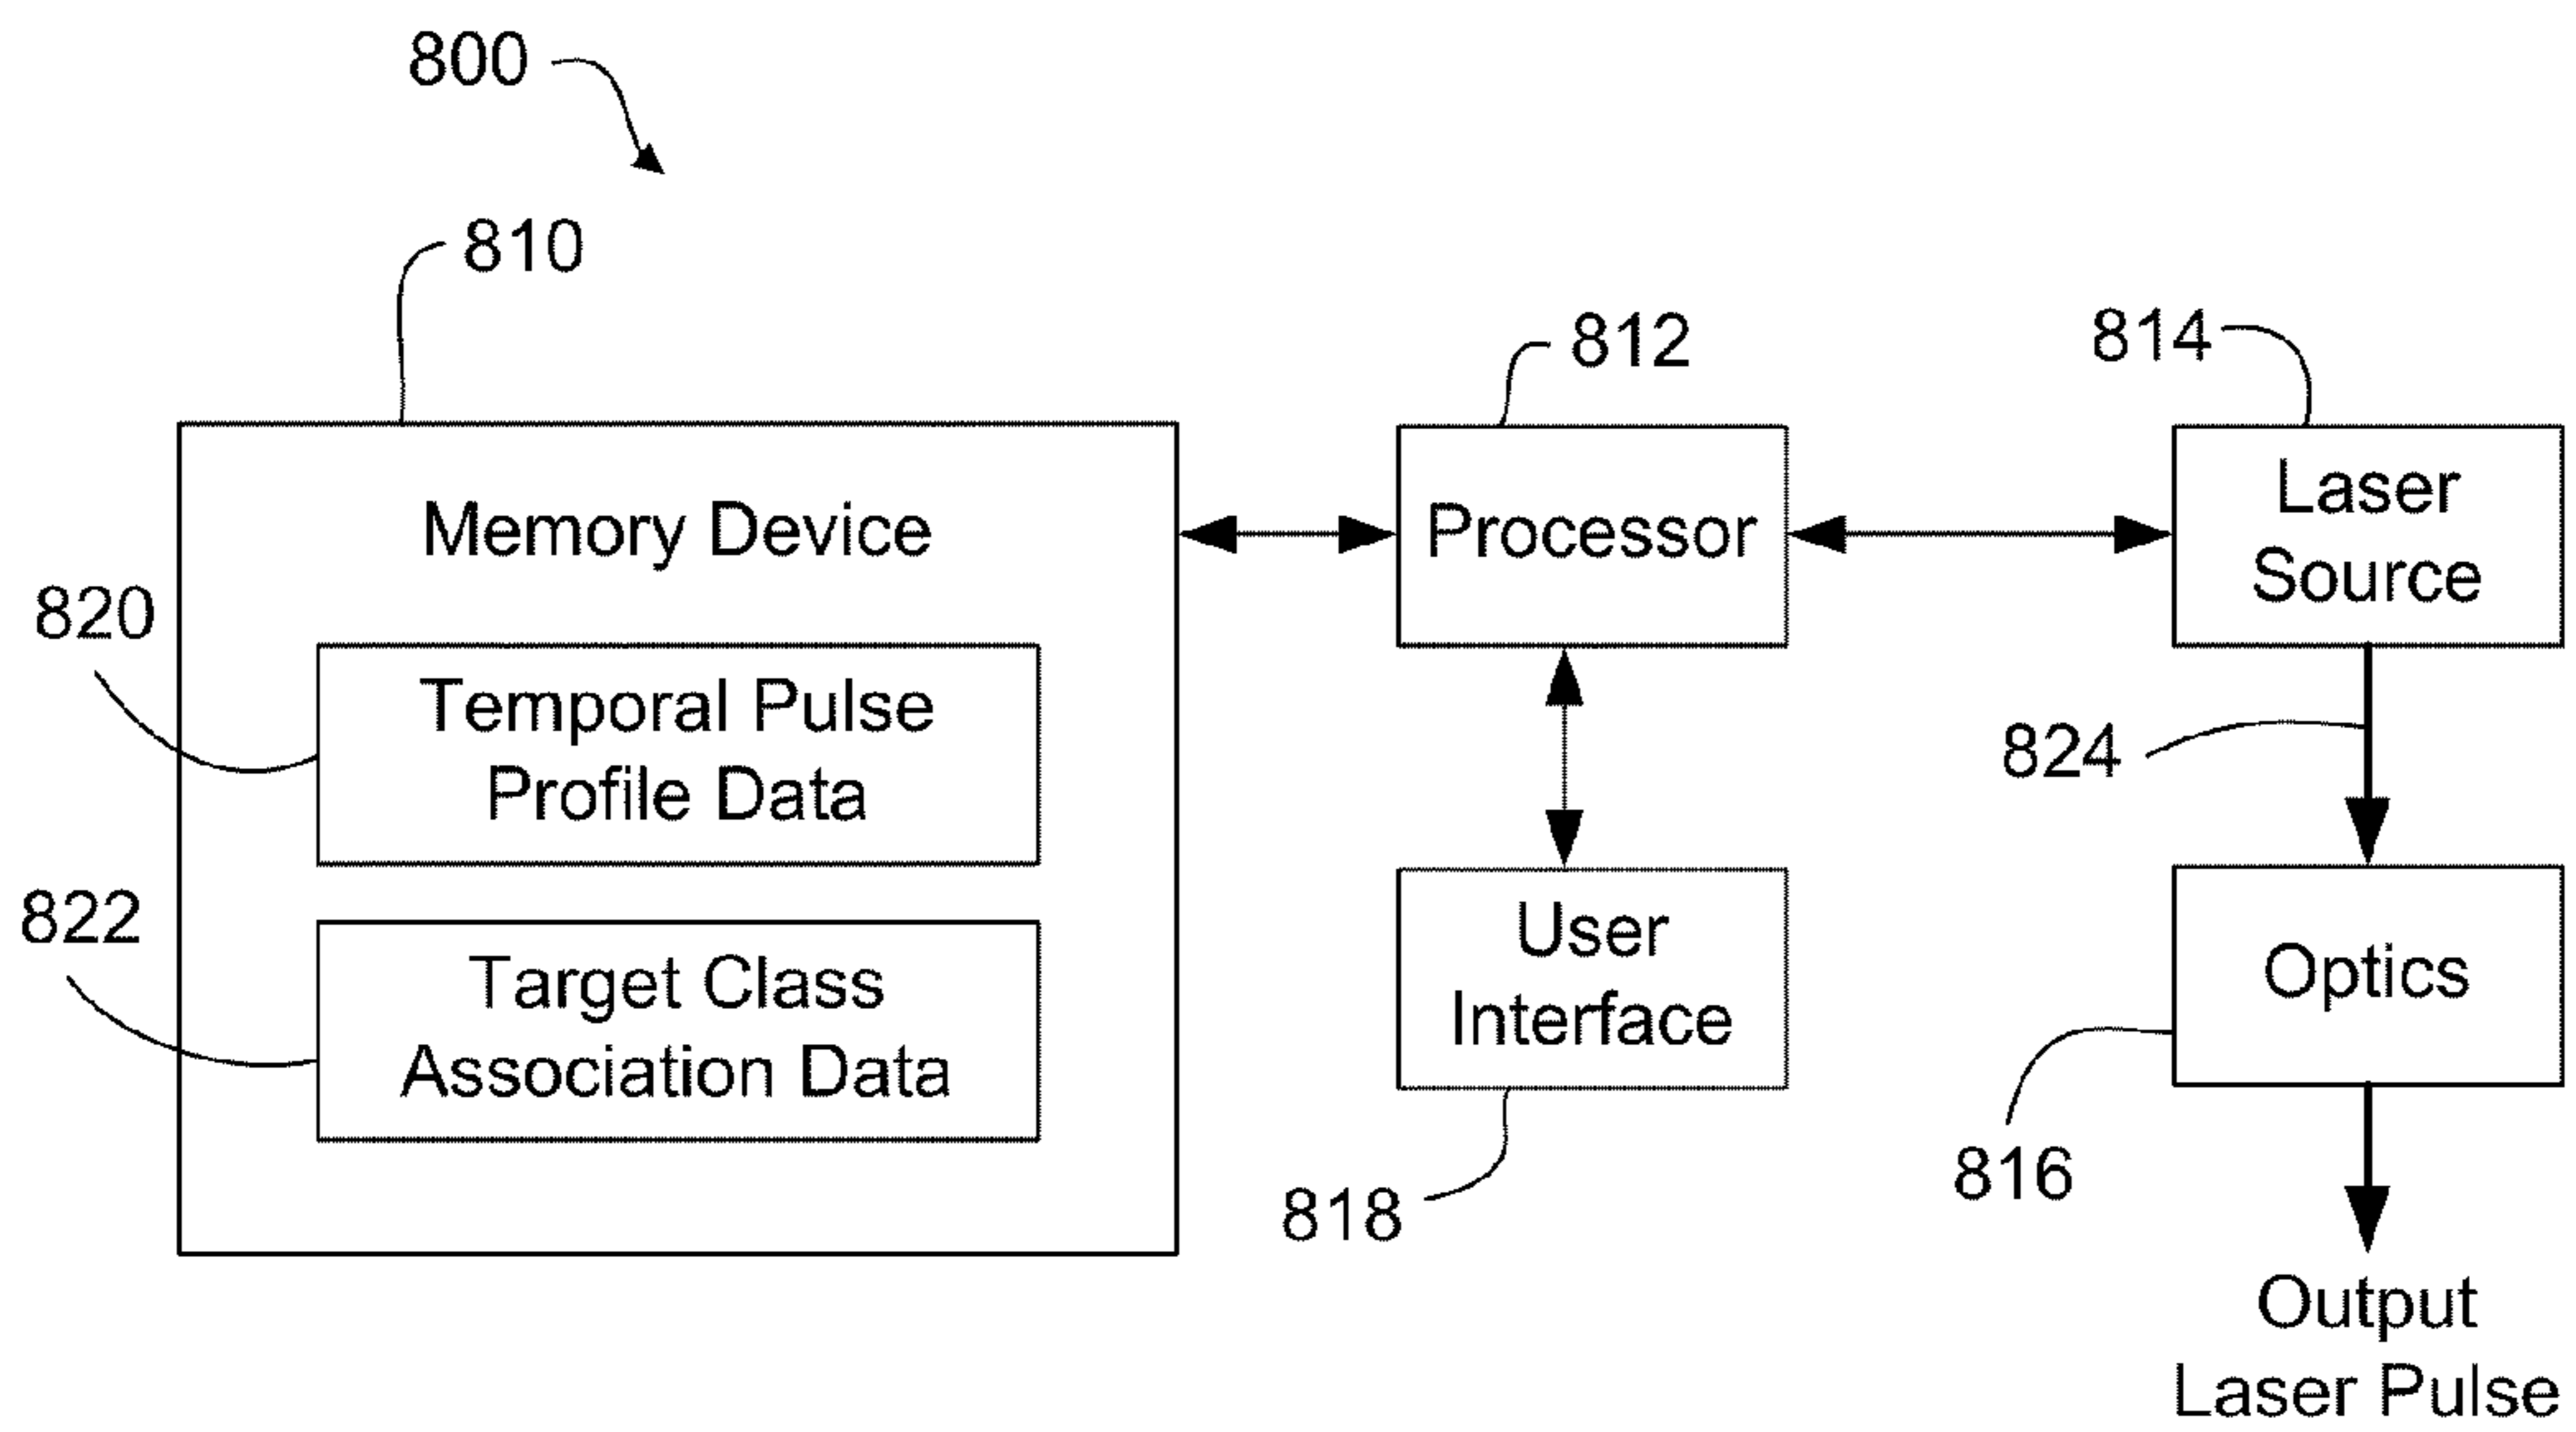 800
810
812
814
Memory Device
Processor
Laser
Source
820
Temporal Pulse
Profile Data
824
822
Target Class
Association Data
User
Interface
Optics
818
816
Output
Laser Pulse